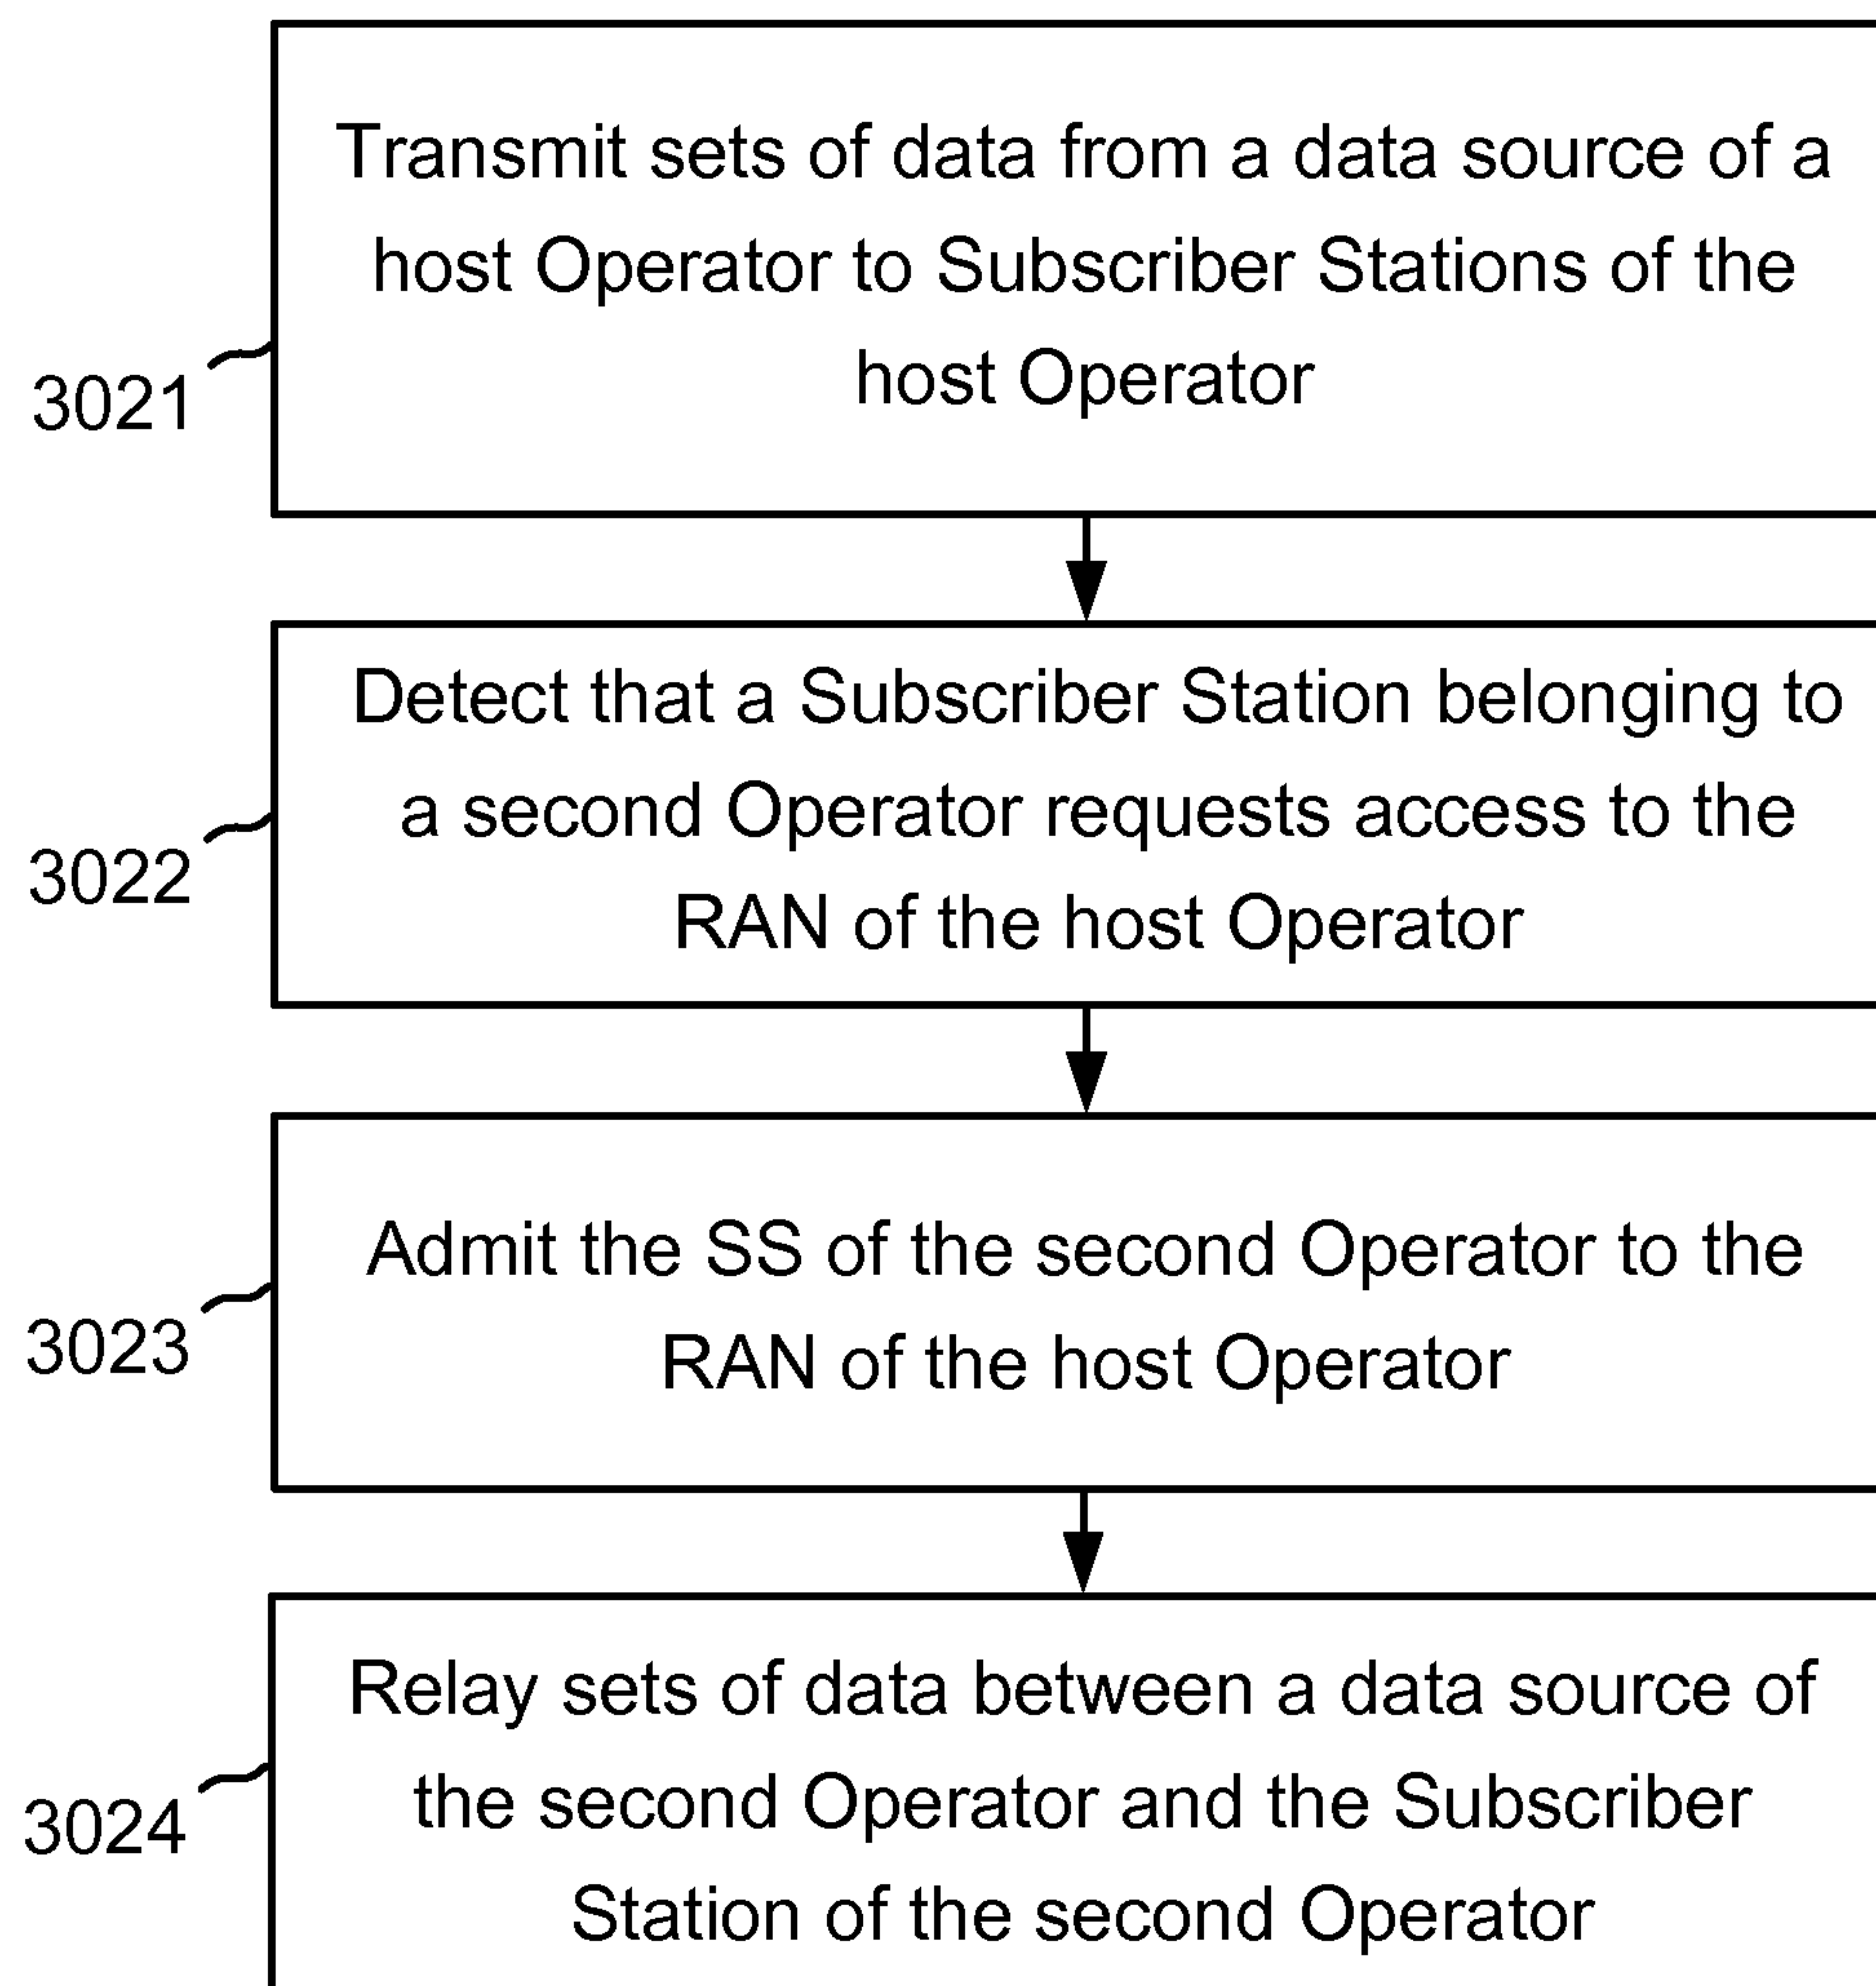 Transmit sets of data from a data source of a
host Operator to Subscriber Stations of the
host Operator
3021
Detect that a Subscriber Station belonging to
a second Operator requests access to the
RAN of the host Operator
3022
Admit the SS of the second Operator to the
RAN of the host Operator
3023
Relay sets of data between a data source of
the second Operator and the Subscriber
Station of the second Operator
3024